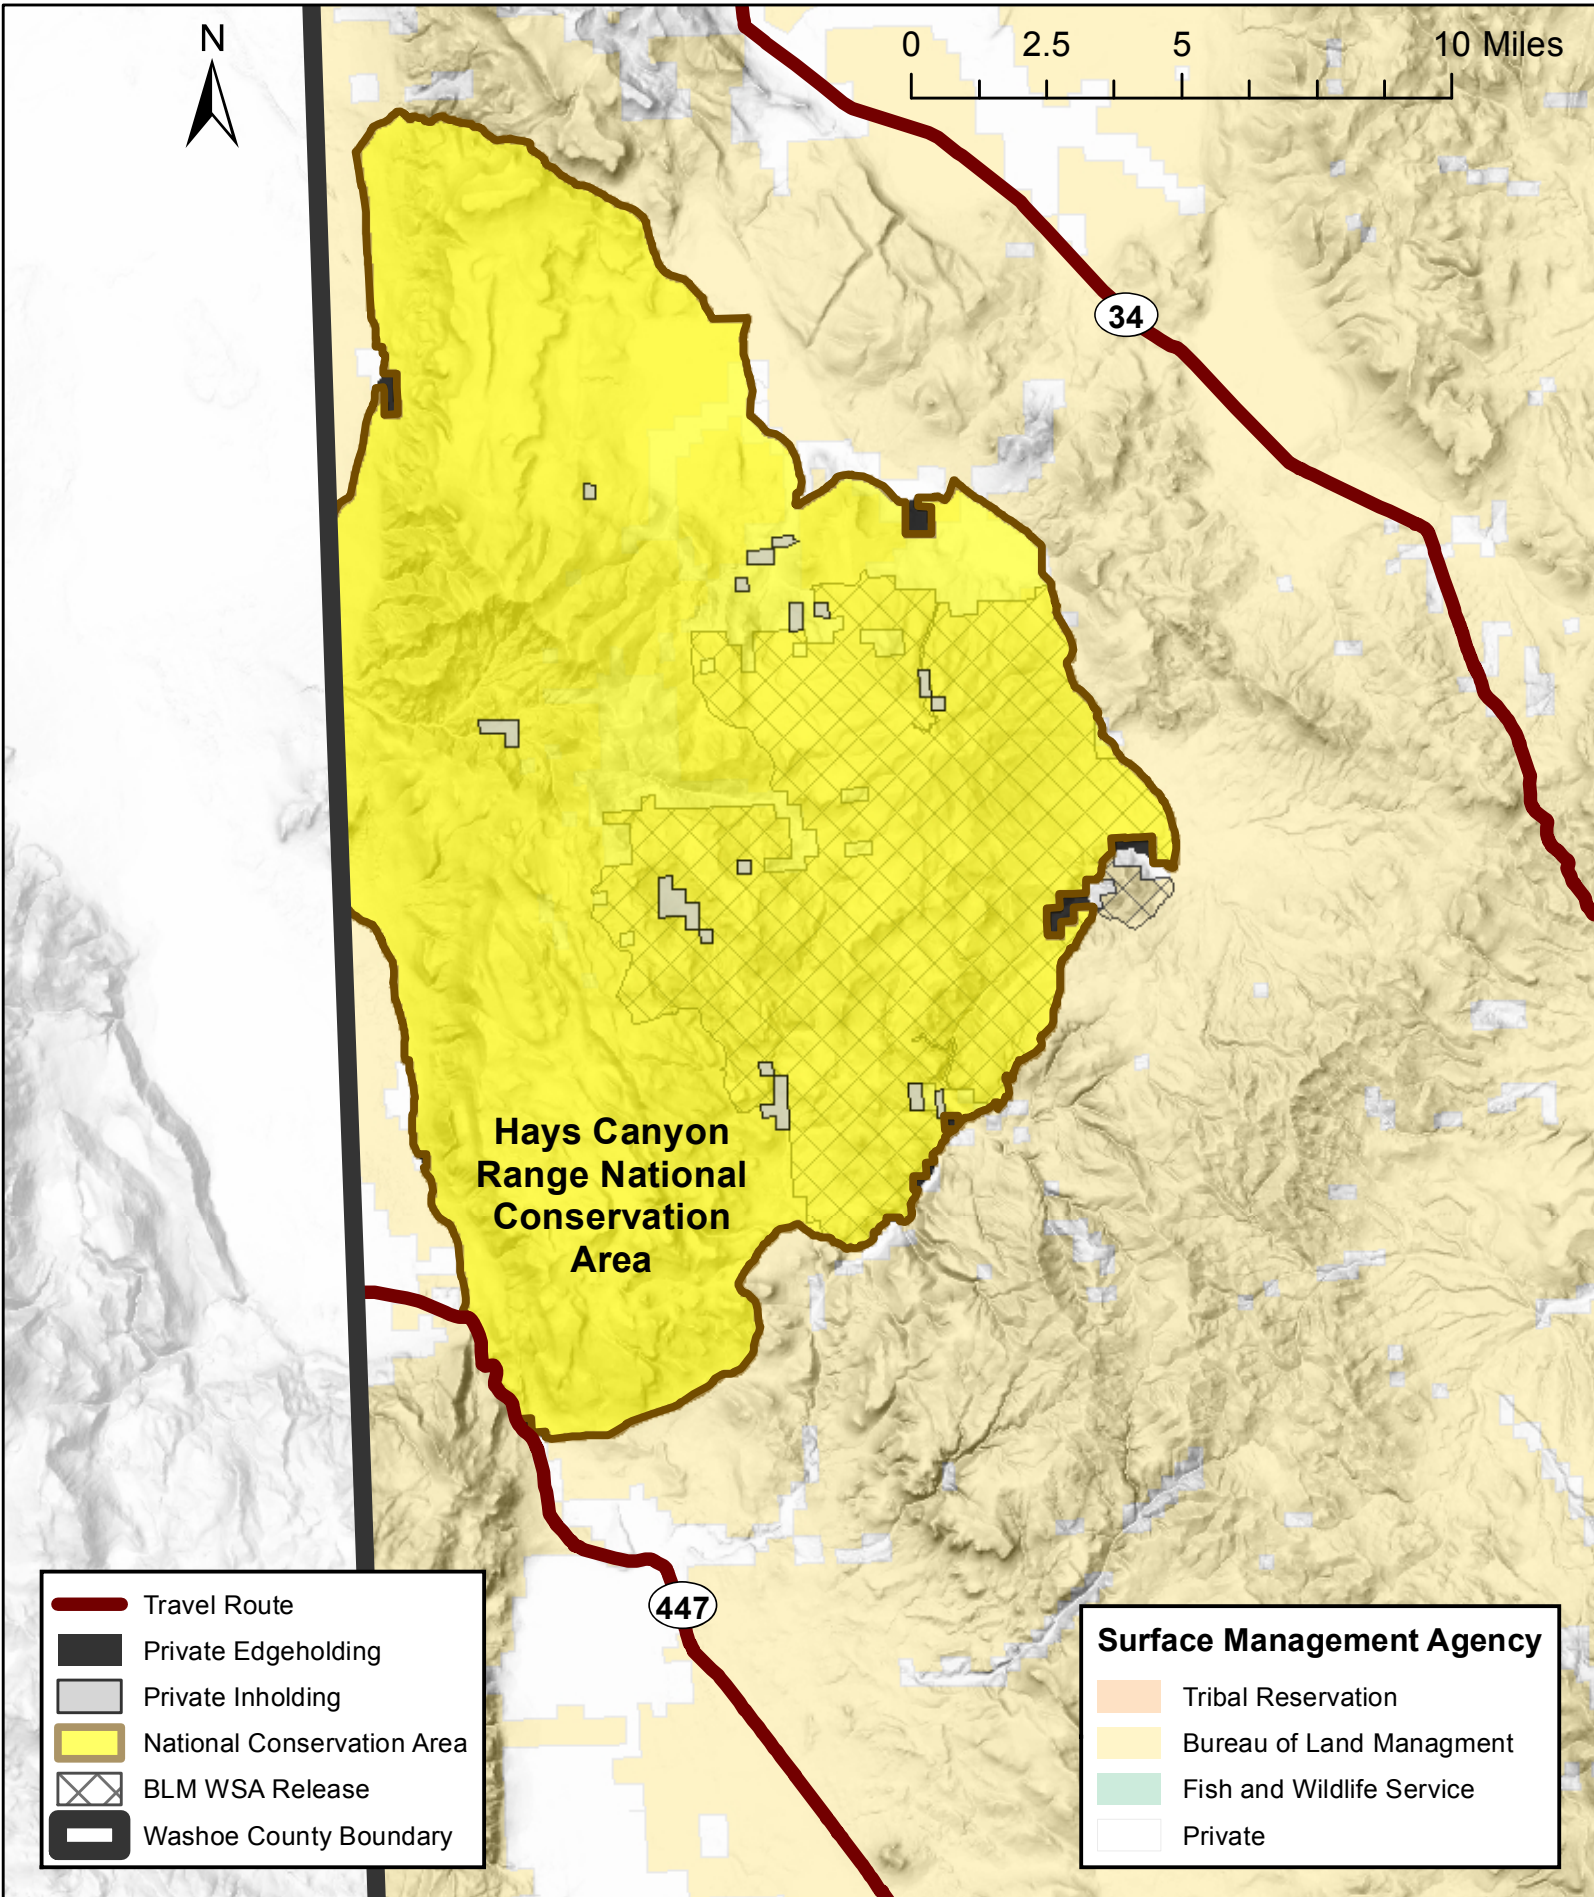 N
0 2.5 5 10 Miles
34
Hays Canyon
Range National
Conservation
Area
447
Travel Route
Private Edgeholding
Private Inholding
National Conservation Area
BLM WSA Release
Washoe County Boundary
Surface Management Agency
Tribal Reservation
Bureau of Land Managment
Fish and Wildlife Service
Private